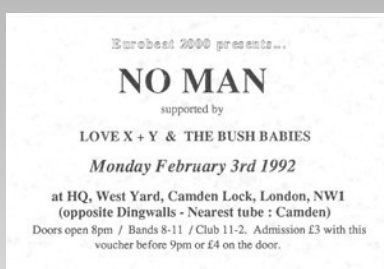 Eurobeat 2000 presents...
NO MAN
supported by
LOVE X + Y & THE BUSH BABIES
Monday February 3rd 1992
at HQ, West Yard, Camden Lock, London, NW1
(opposite Dingwalls - Nearest tube : Camden)
Doors open 8pm / Bands 8-11 / Club 11-2. Admission £3 with this
voucher before 9pm or £4 on the door.